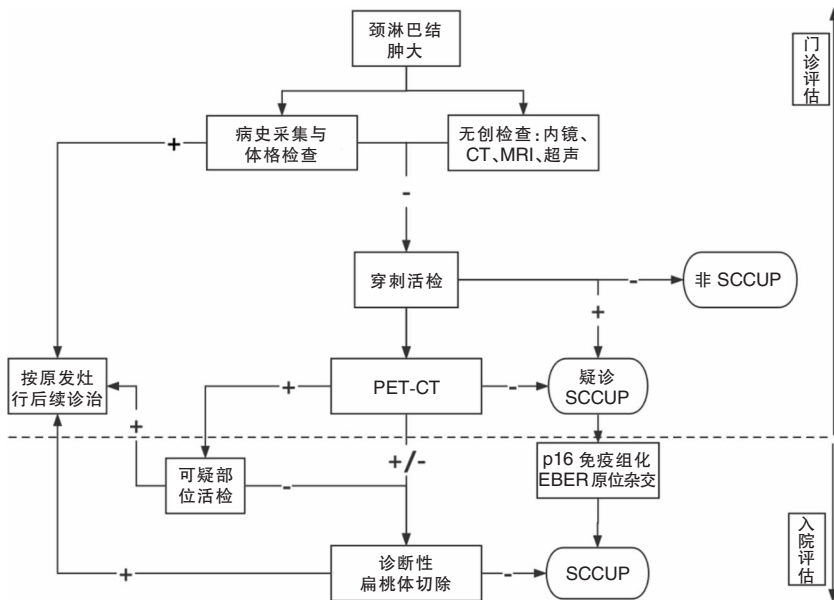 颈淋巴结
肿大
门诊评估
病史采集与
体格检查
无创检查:内镜、
CT、MRI、超声
+
-
穿刺活检
-
非 SCCUP
+
按原发灶
行后续诊治
+
PET-CT
-
疑诊
SCCUP
+
+/-
p16 免疫组化
EBER 原位杂交
可疑部
位活检
-
入院评估
+
诊断性
扁桃体切除
-
SCCUP